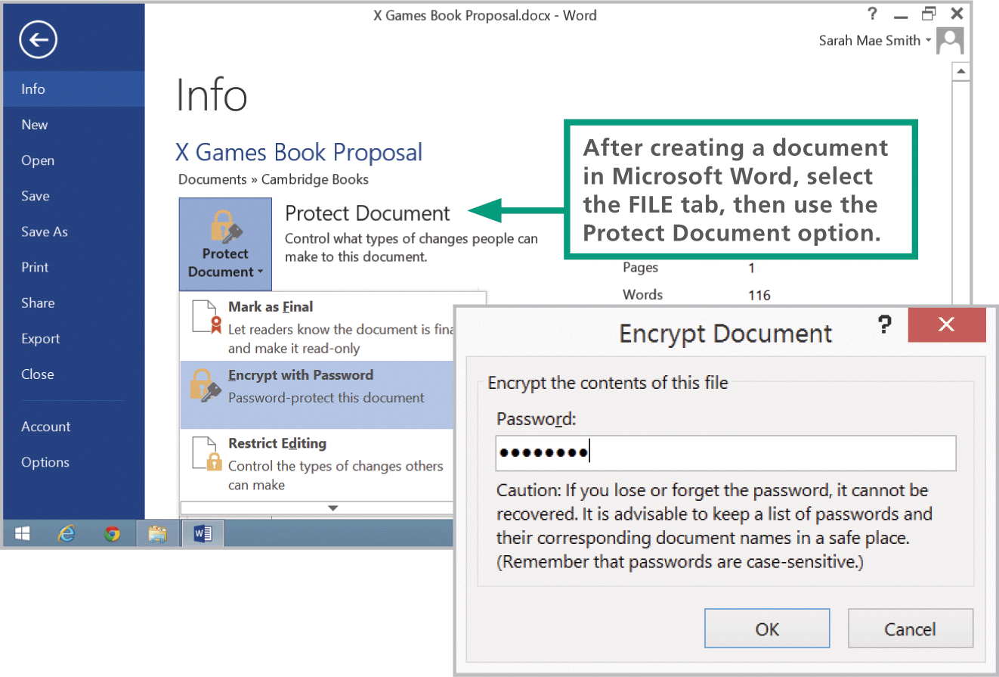 X Games Book Proposal.docx - Word
?
Sarah Mae Smith
Info
New
Open
Save
Save As
Print
Share
Export
Close
Account
Options
Info
X Games Book Proposal
Documents » Cambridge Books
Protect
Document
Protect Document
Control what types of changes people can
make to this document.
After creating a document
in Microsoft Word, select
the FILE tab, then use the
Protect Document option.
Pages 1
Words 116
Mark as Final
Let readers know the document is fina
and make it read-only
Encrypt with Password
Password-protect this document
Restrict Editing
Control the types of changes others
can make
Encrypt Document
?
Encrypt the contents of this file
Password:
Caution: If you lose or forget the password, it cannot be
recovered. It is advisable to keep a list of passwords and
their corresponding document names in a safe place.
(Remember that passwords are case-sensitive.)
OK
Cancel